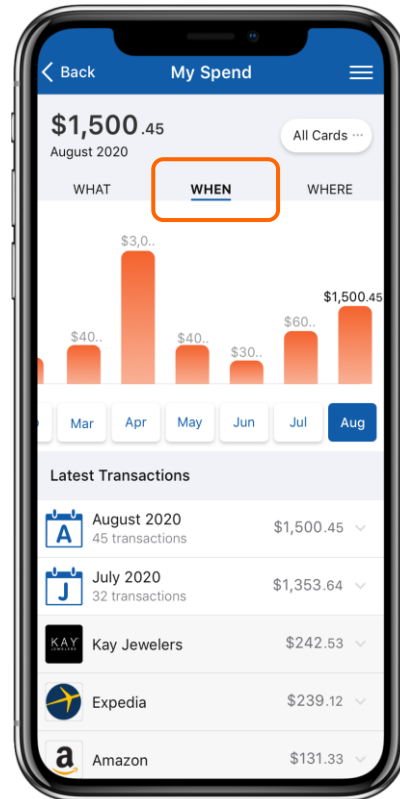 Back
My Spend
$1,500.45
August 2020
All Cards ...
WHAT
WHEN
WHERE
$3,0..
$1,500.45
$60..
$40..
$40..
$30..
Mar
Apr
May
Jun
Jul
Aug
Latest Transactions
A
August 2020
$1,500.45
45 transactions
J
July 2020
$1,353.64
32 transactions
KAY
JEWELERS
Kay Jewelers
$242.53
Expedia
$239.12
a
Amazon
$131.33